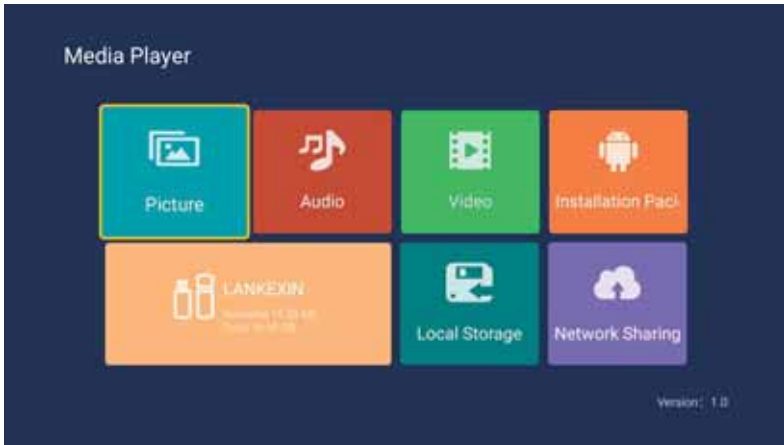 Media Player
Picture
Audio
Video
Installation Pack
LANKEXIN
Local Storage
Network Sharing
Version: 1.0